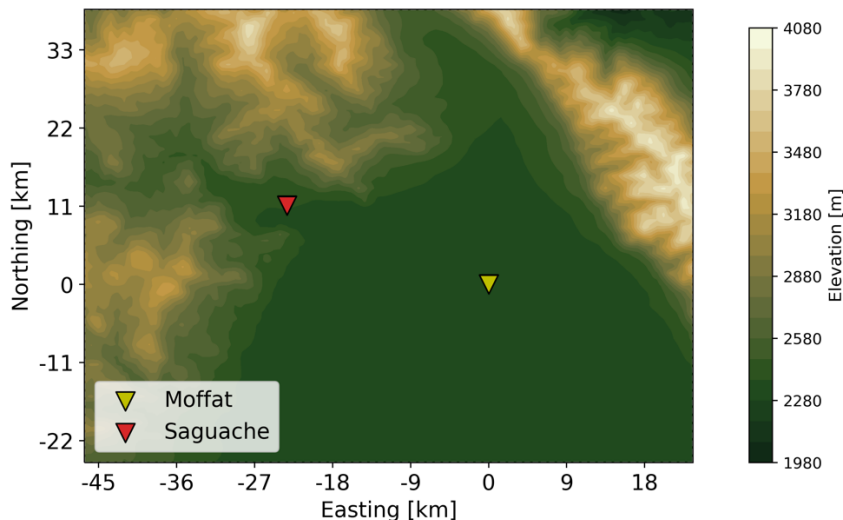 33
22
11
0
-11
-22
Northing [km]
Moffat
Saguache
-45 -36 -27 -18 -9 0 9 18
Easting [km]
4080
3780
3480
3180
2880
2580
2280
1980
Elevation [m]